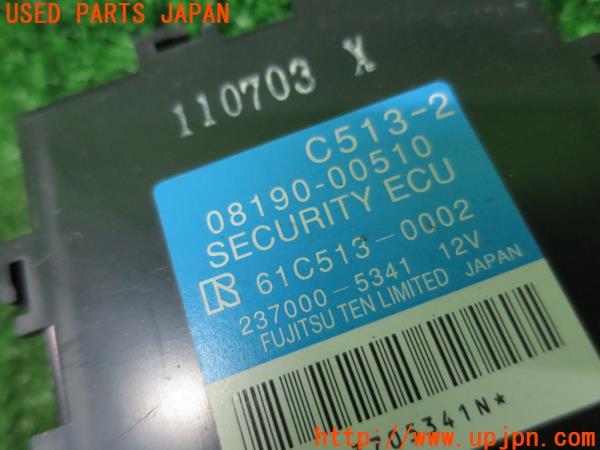 USED PARTS JAPAN
110703 X
C513-2
08190-00510
SECURITY ECU
61C513-0002
237000-5341 12V
FUJITSU TEN LIMITED JAPAN
5341N*
http://www.upjpn.com/